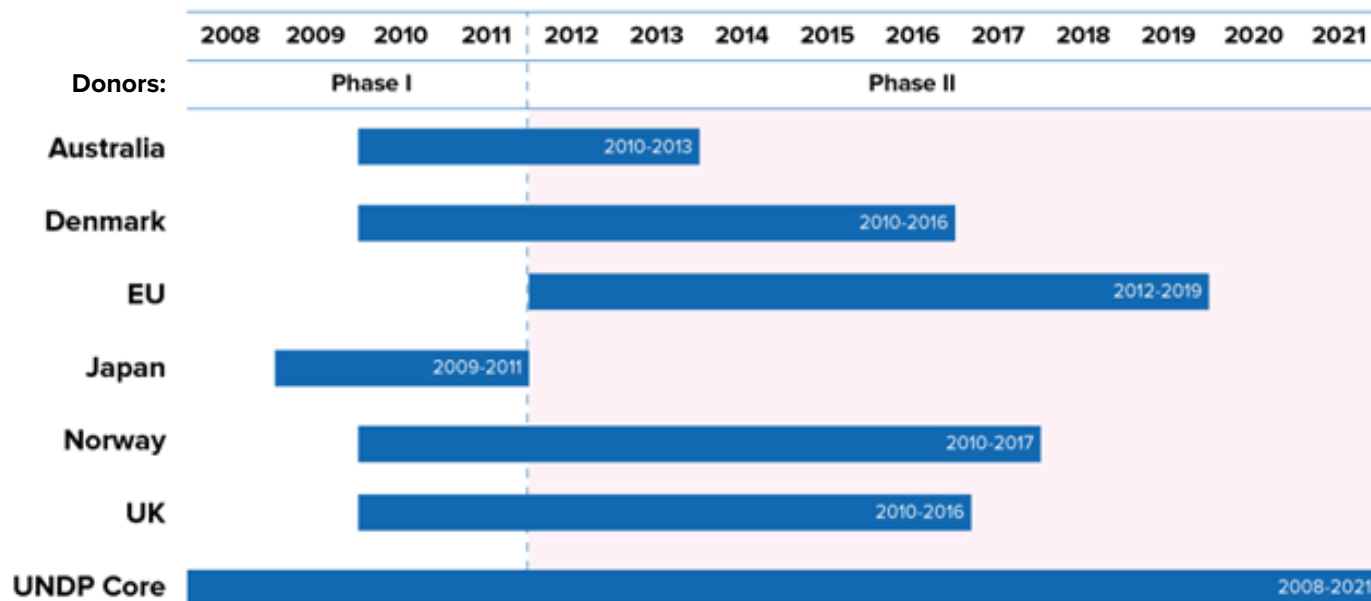 2008 2009 2010 2011 2012 2013 2014 2015 2016 2017 2018 2019 2020 2021
Donors: Phase I Phase II
Australia 2010-2013
Denmark 2010-2016
EU 2012-2019
Japan 2009-2011
Norway 2010-2017
UK 2010-2016
UNDP Core 2008-2021